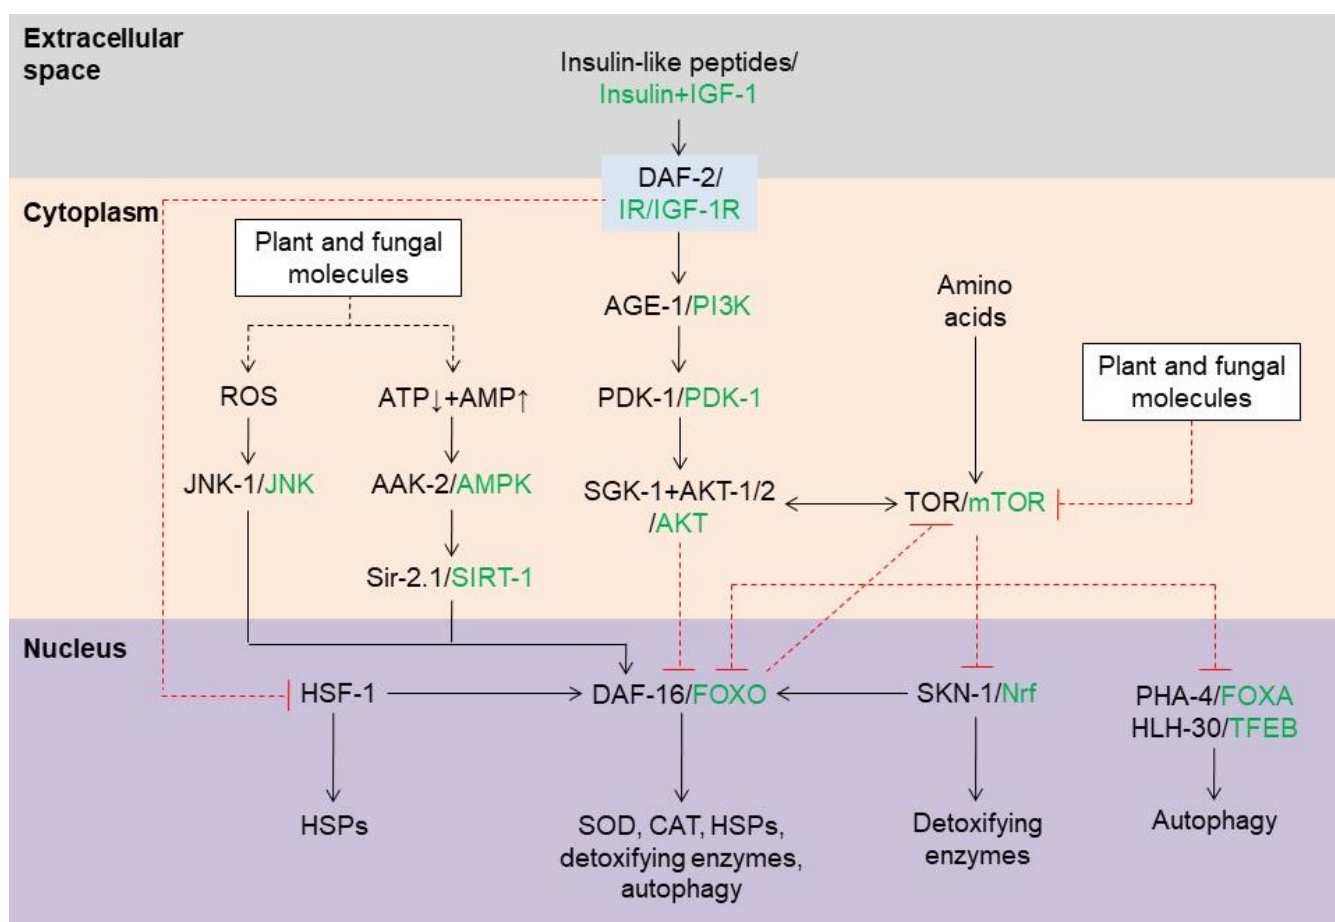 Extracellular
space
Insulin-like peptides/
Insulin+IGF-1
DAF-2/
IR/IGF-1R
Cytoplasm
Plant and fungal
molecules
AGE-1/PI3K
Amino
acids
Plant and fungal
molecules
ROS
ATP↓+AMP↑
PDK-1/PDK-1
JNK-1/JNK
AAK-2/AMPK
SGK-1+AKT-1/2
/AKT
TOR/mTOR
Sir-2.1/SIRT-1
Nucleus
HSF-1
DAF-16/FOXO
SKN-1/Nrf
PHA-4/FOXA
HLH-30/TFEB
HSPs
SOD, CAT, HSPs,
detoxifying enzymes,
autophagy
Detoxifying
enzymes
Autophagy